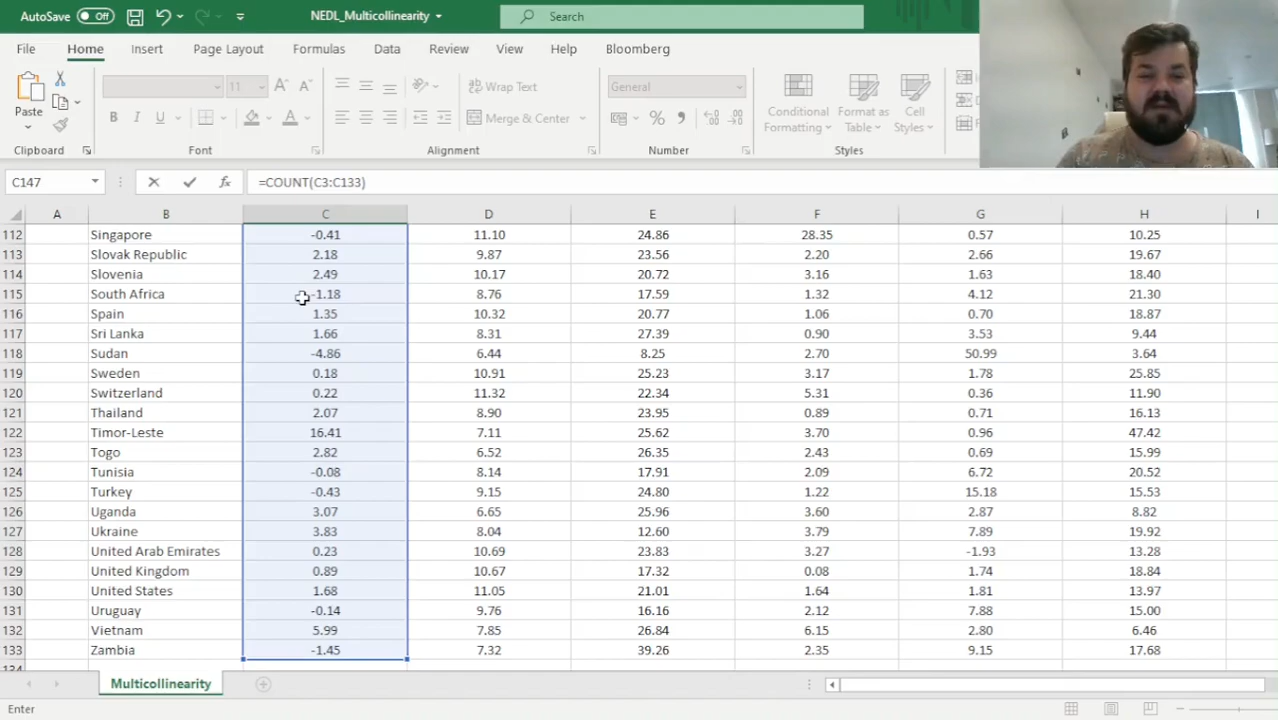 AutoSave Off NEDL_Multicollinearity Search
File Home Insert Page Layout Formulas Data Review View Help Bloomberg
Paste 11 A A Wrap Text General Conditional Format as Cell
B I U A Merge & Center % , Formatting Table Styles
Clipboard Font Alignment Number Styles
C147 fx =COUNT(C3:C133)
A B C D E F G H I
112 Singapore -0.41 11.10 24.86 28.35 0.57 10.25
113 Slovak Republic 2.18 9.87 23.56 2.20 2.66 19.67
114 Slovenia 2.49 10.17 20.72 3.16 1.63 18.40
115 South Africa -1.18 8.76 17.59 1.32 4.12 21.30
116 Spain 1.35 10.32 20.77 1.06 0.70 18.87
117 Sri Lanka 1.66 8.31 27.39 0.90 3.53 9.44
118 Sudan -4.86 6.44 8.25 2.70 50.99 3.64
119 Sweden 0.18 10.91 25.23 3.17 1.78 25.85
120 Switzerland 0.22 11.32 22.34 5.31 0.36 11.90
121 Thailand 2.07 8.90 23.95 0.89 0.71 16.13
122 Timor-Leste 16.41 7.11 25.62 3.70 0.96 47.42
123 Togo 2.82 6.52 26.35 2.43 0.69 15.99
124 Tunisia -0.08 8.14 17.91 2.09 6.72 20.52
125 Turkey -0.43 9.15 24.80 1.22 15.18 15.53
126 Uganda 3.07 6.65 25.96 3.60 2.87 8.82
127 Ukraine 3.83 8.04 12.60 3.79 7.89 19.92
128 United Arab Emirates 0.23 10.69 23.83 3.27 -1.93 13.28
129 United Kingdom 0.89 10.67 17.32 0.08 1.74 18.84
130 United States 1.68 11.05 21.01 1.64 1.81 13.97
131 Uruguay -0.14 9.76 16.16 2.12 7.88 15.00
132 Vietnam 5.99 7.85 26.84 6.15 2.80 6.46
133 Zambia -1.45 7.32 39.26 2.35 9.15 17.68
134
Multicollinearity
Enter